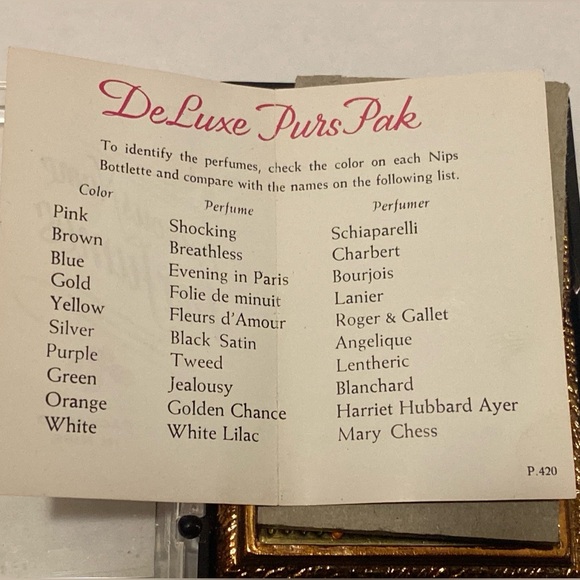 DeLuxe PursPak
To identify the perfumes, check the color on each Nips
Bottlette and compare with the names on the following list.
Color Perfume Perfumer
Pink Shocking Schiaparelli
Brown Breathless Charbert
Blue Evening in Paris Bourjois
Gold Folie de minuit Lanier
Yellow Fleurs d'Amour Roger & Gallet
Silver Black Satin Angelique
Purple Tweed Lentheric
Green Jealousy Blanchard
Orange Golden Chance Harriet Hubbard Ayer
White White Lilac Mary Chess
P.420